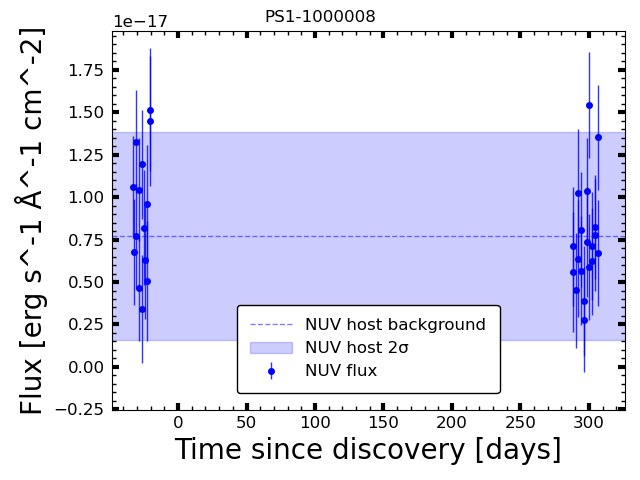 PS1-1000008
1e−17
1.75
1.50
1.25
1.00
0.75
0.50
0.25
0.00
−0.25
Flux [erg s^-1 Å^-1 cm^-2]
NUV host background
NUV host 2σ
NUV flux
0 50 100 150 200 250 300
Time since discovery [days]